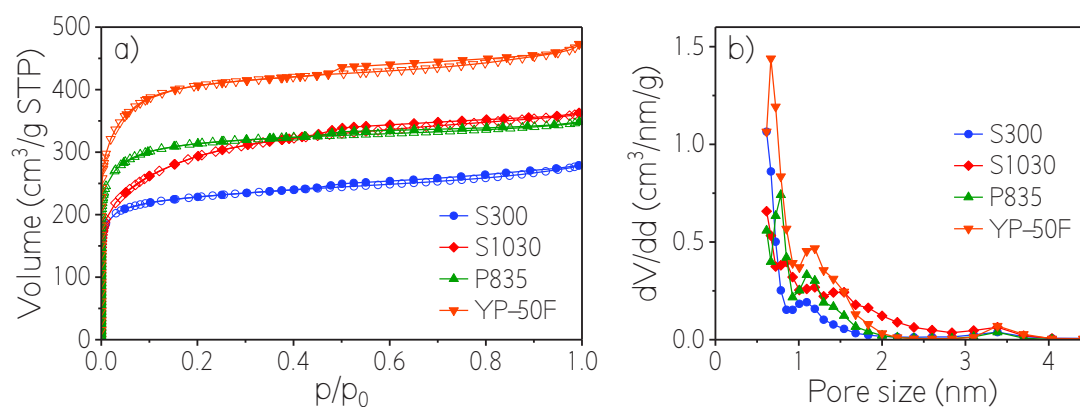 a)
Volume (cm³/g STP)
500
400
300
200
100
0
S300
S1030
P835
YP–50F
0.0 0.2 0.4 0.6 0.8 1.0
p/p₀
b)
dV/dd (cm³/nm/g)
1.5
1.0
0.5
0.0
S300
S1030
P835
YP–50F
0 1 2 3 4
Pore size (nm)